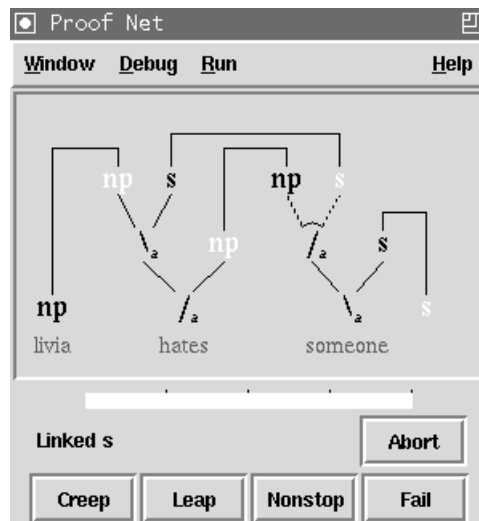 Proof Net
Window Debug Run Help
np s np s
\a np /a s
np /a \a s
livia hates someone
Linked s
Abort
Creep Leap Nonstop Fail